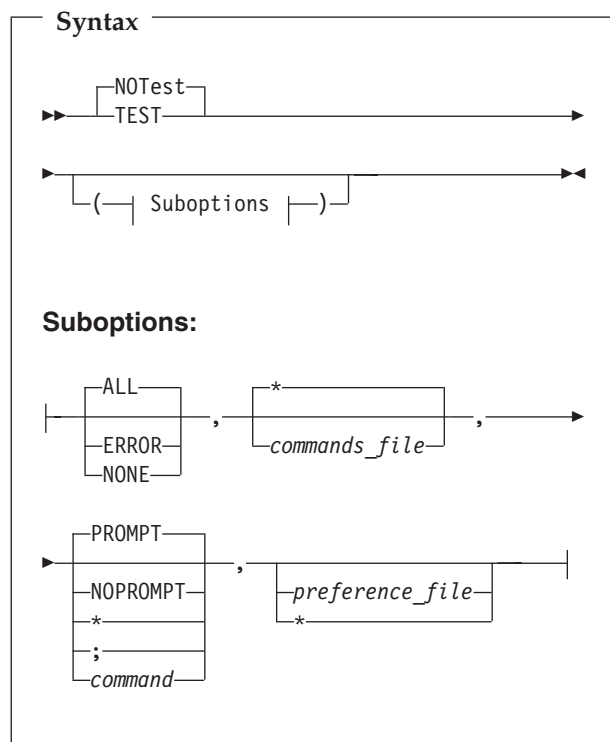 Syntax
NOTest
TEST
( Suboptions )
Suboptions:
ALL
ERROR
NONE
,
*
commands_file
,
PROMPT
NOPROMPT
*
;
command
,
preference_file
*